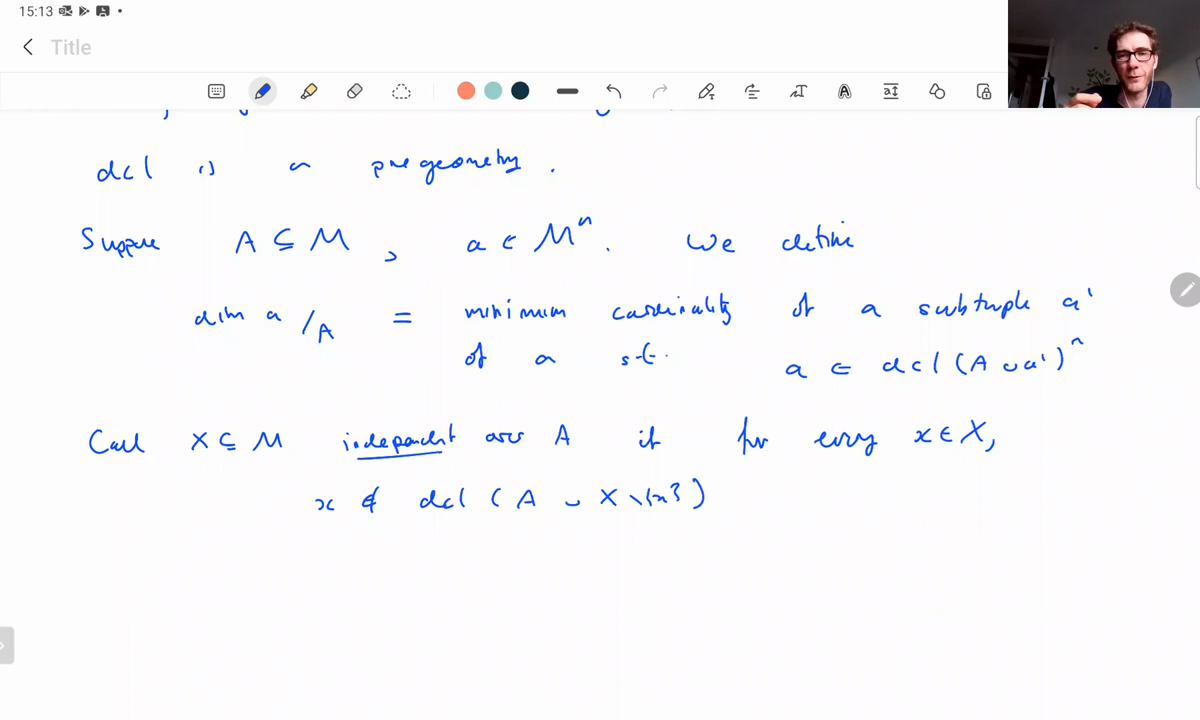 15:13
Title
dcl is a pregeometry.
Suppose A ⊆ M, a ∈ Mⁿ. We define
dim a/A = minimum cardinality of a subtuple a'
of a s.t. a ∈ dcl(A ∪ a')ⁿ
Call X ⊆ M independent over A if for every x ∈ X,
x ∉ dcl(A ∪ X \ {x})